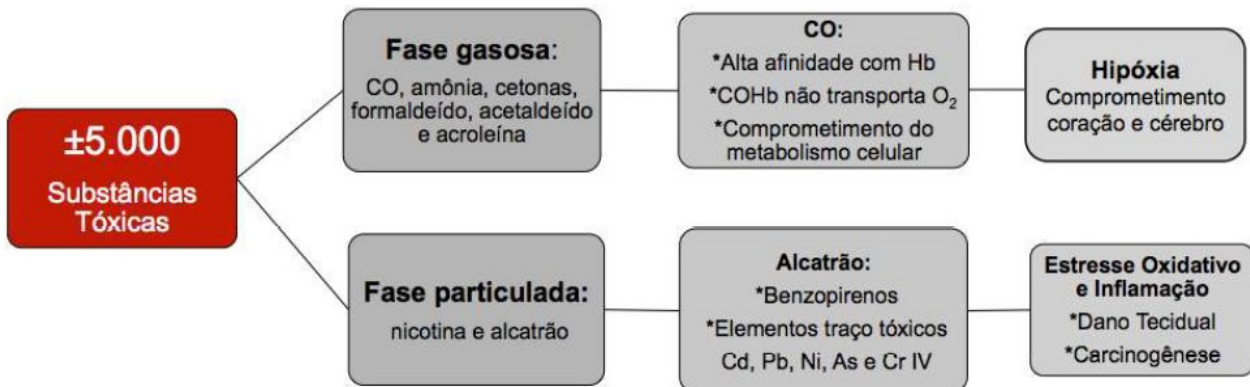 ±5.000
Substâncias
Tóxicas
Fase gasosa:
CO, amônia, cetonas,
formaldeído, acetaldeído
e acroleína
CO:
*Alta afinidade com Hb
*COHb não transporta O₂
*Comprometimento do
metabolismo celular
Hipóxia
Comprometimento
coração e cérebro
Fase particulada:
nicotina e alcatrão
Alcatrão:
*Benzopirenos
*Elementos traço tóxicos
Cd, Pb, Ni, As e Cr IV
Estresse Oxidativo
e Inflamação
*Dano Tecidual
*Carcinogênese